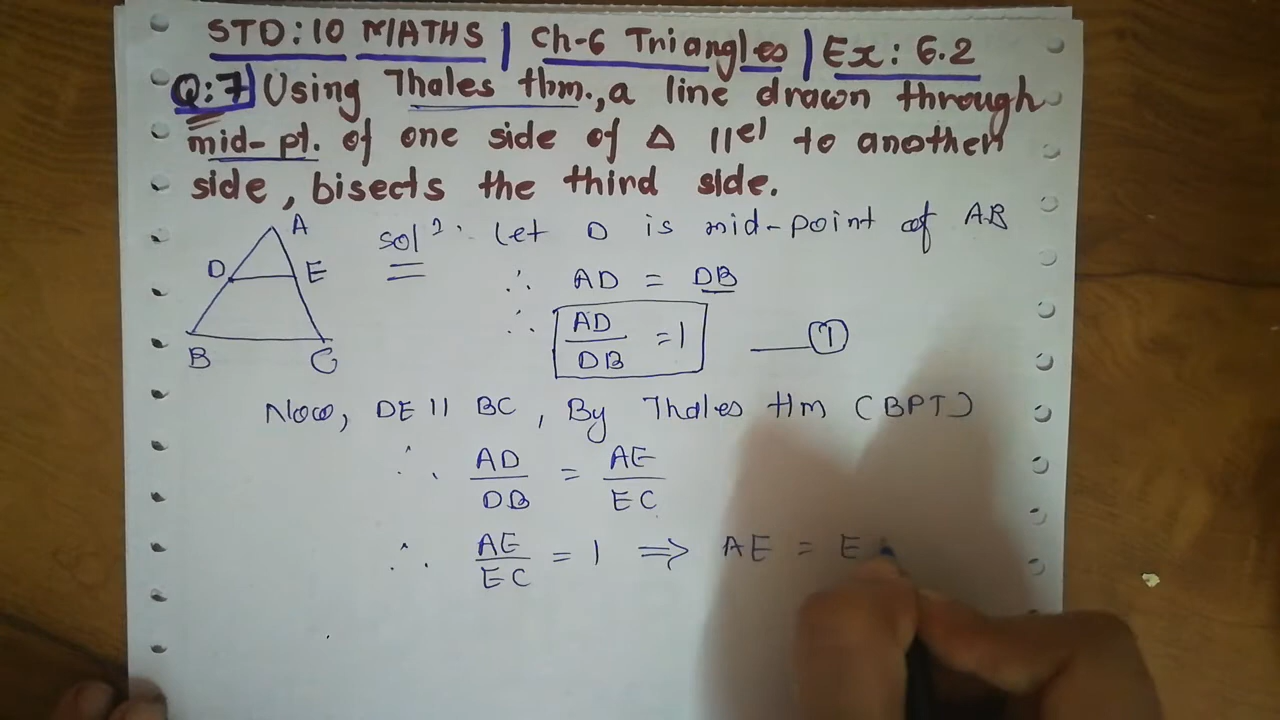 STD:10 MATHS | Ch-6 Triangles | Ex: 6.2
Q:7 Using Thales thm., a line drawn through
mid-pt. of one side of Δ ||el to another
side, bisects the third side.
A
D E
B C
solⁿ. Let D is mid-point of AB
∴ AD = DB
∴ AD/DB = 1 —— ①
Now, DE || BC, By Thales thm (BPT)
∴ AD/DB = AE/EC
∴ AE/EC = 1 ⇒ AE = E